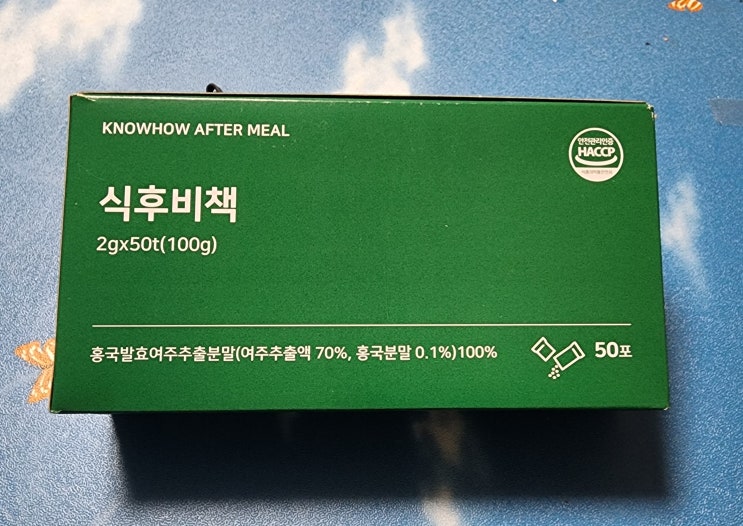 KNOWHOW AFTER MEAL
안전관리인증
HACCP
식후비책
2gx50t(100g)
홍국발효여주추출분말(여주추출액 70%, 홍국분말 0.1%)100%
50포